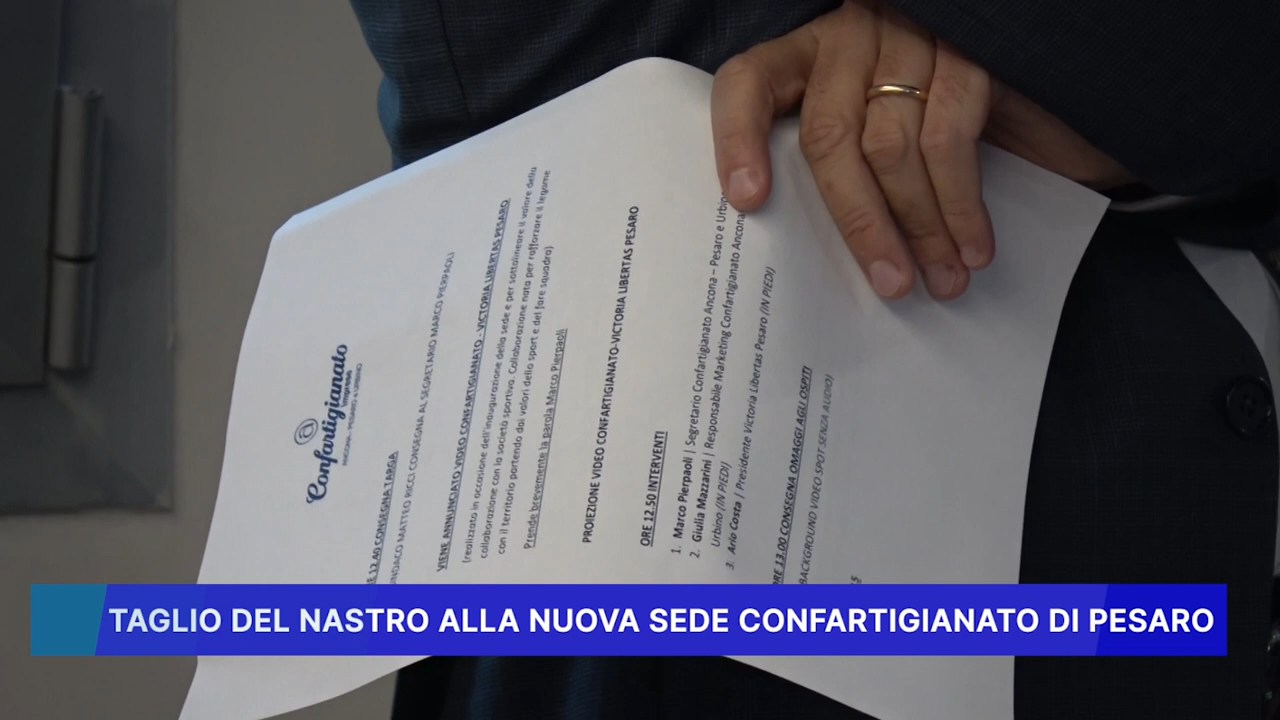 Confartigianato
Imprese
ANCONA - PESARO E URBINO
12.40 CONSEGNA TARGA
MATTEO RICCI CONSEGNA AL SEGRETARIO MARCO PIERPAOLI
VIENE ANNUNCIATO VIDEO CONFARTIGIANATO - VICTORIA LIBERTAS PESARO
(realizzato in occasione dell'inaugurazione della sede e per sottolineare il valore della
collaborazione con la società sportiva. Collaborazione nata per rafforzare il legame
con il territorio partendo dai valori dello sport e del fare squadra)
Prende brevemente la parola Marco Pierpaoli
PROIEZIONE VIDEO CONFARTIGIANATO-VICTORIA LIBERTAS PESARO
ORE 12.50 INTERVENTI
1. Marco Pierpaoli | Segretario Confartigianato Ancona – Pesaro e Urbino
2. Giulia Mazzarini | Responsabile Marketing Confartigianato Ancona
Urbino (IN PIEDI)
3. Ario Costa | Presidente Victoria Libertas Pesaro (IN PIEDI)
ORE 13.00 CONSEGNA OMAGGI AGLI OSPITI
BACKGROUND VIDEO SPOT SENZA AUDIO)
TAGLIO DEL NASTRO ALLA NUOVA SEDE CONFARTIGIANATO DI PESARO